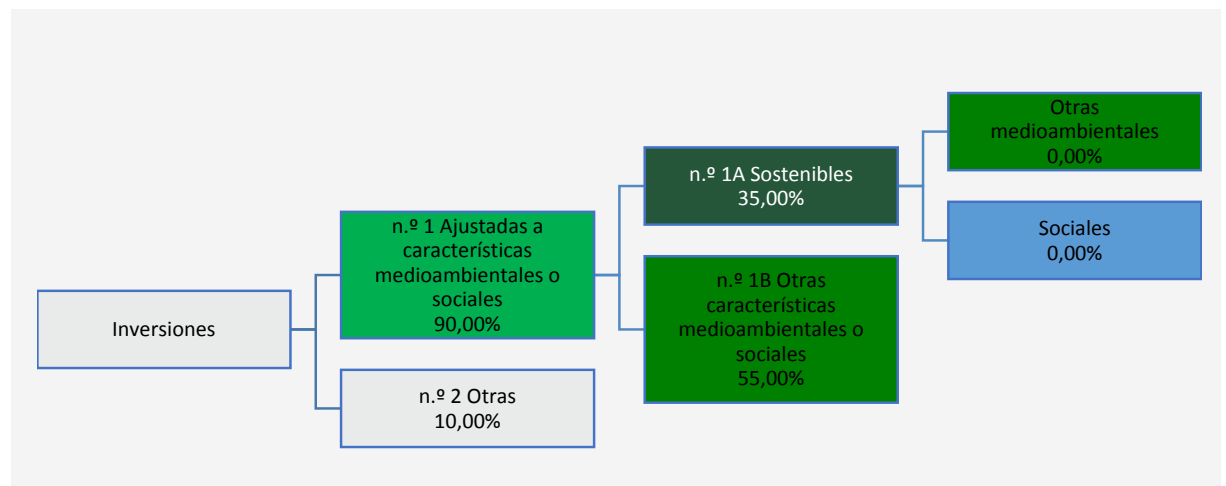 Inversiones
n.º 1 Ajustadas a
características
medioambientales o
sociales
90,00%
n.º 2 Otras
10,00%
n.º 1A Sostenibles
35,00%
n.º 1B Otras
características
medioambientales o
sociales
55,00%
Otras
medioambientales
0,00%
Sociales
0,00%